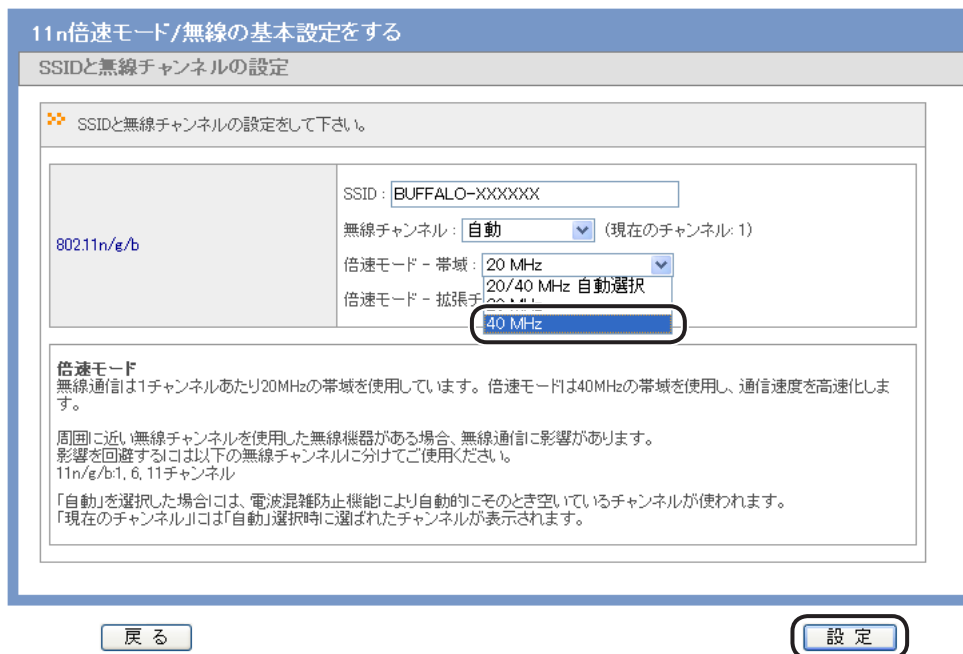 11n倍速モード/無線の基本設定をする
SSIDと無線チャンネルの設定
SSIDと無線チャンネルの設定をして下さい。
802.11n/g/b
SSID : BUFFALO-XXXXXX
無線チャンネル : 自動 (現在のチャンネル: 1)
倍速モード - 帯域 : 20 MHz
20/40 MHz 自動選択
倍速モード - 拡張チ
40 MHz
倍速モード
無線通信は1チャンネルあたり20MHzの帯域を使用しています。倍速モードは40MHzの帯域を使用し、通信速度を高速化しま
す。
周囲に近い無線チャンネルを使用した無線機器がある場合、無線通信に影響があります。
影響を回避するには以下の無線チャンネルに分けてご使用ください。
11n/g/b:1, 6, 11チャンネル
「自動」を選択した場合には、電波混雑防止機能により自動的にそのとき空いているチャンネルが使われます。
「現在のチャンネル」には「自動」選択時に選ばれたチャンネルが表示されます。
戻る
設定